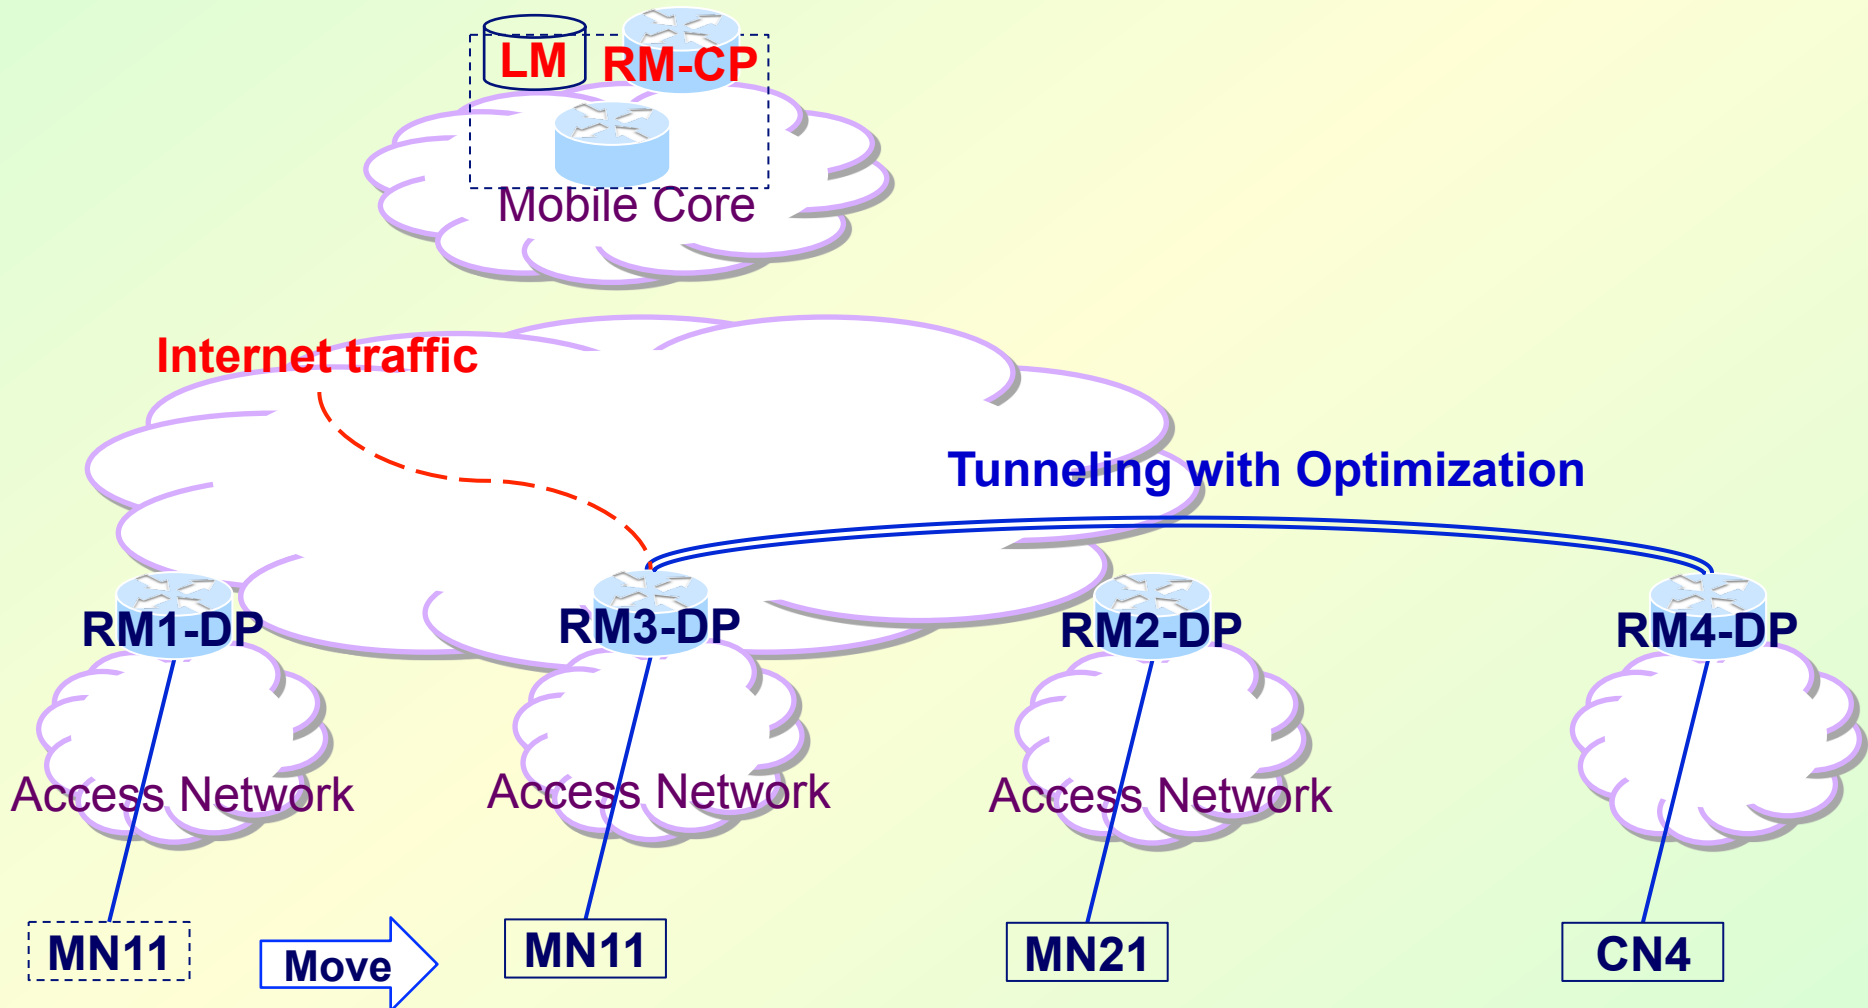 LM
RM-CP
Mobile Core
Internet traffic
Tunneling with Optimization
RM1-DP
RM3-DP
RM2-DP
RM4-DP
Access Network
Access Network
Access Network
MN11
Move
MN11
MN21
CN4